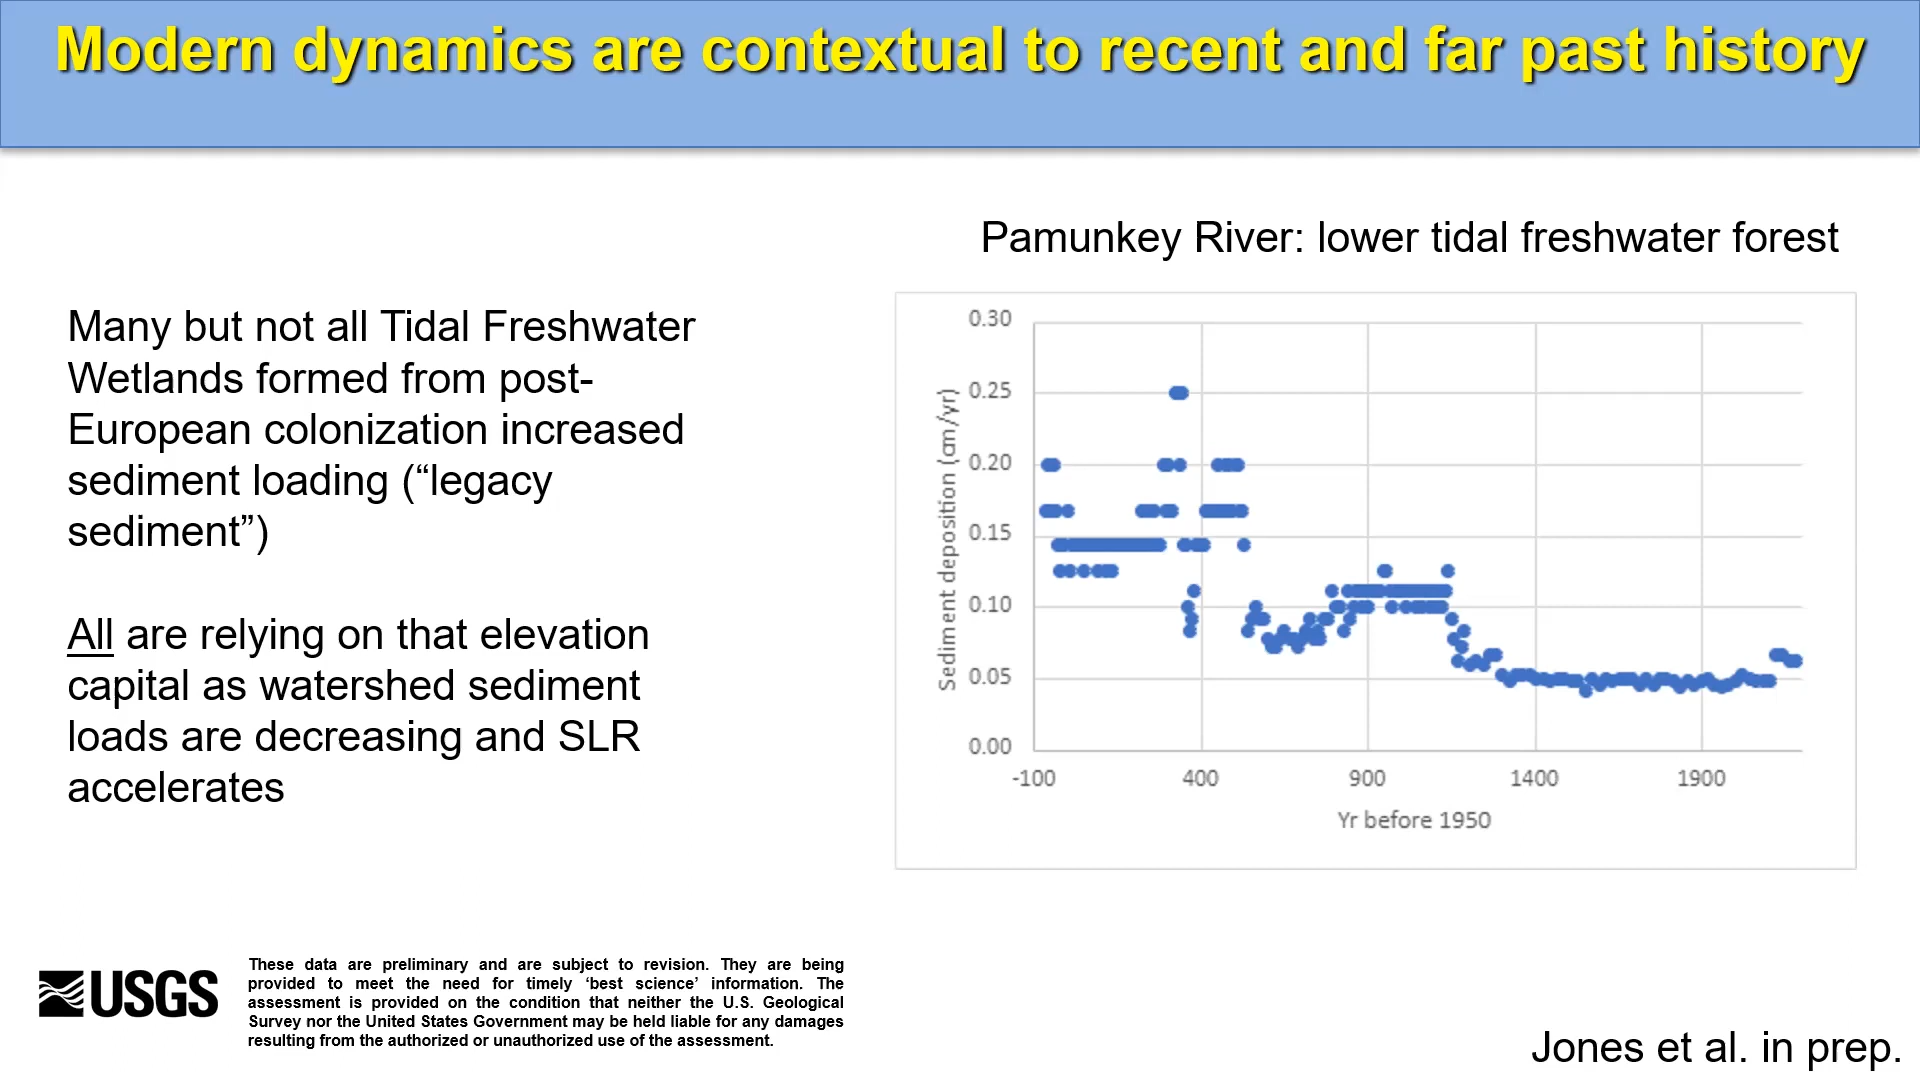 Modern dynamics are contextual to recent and far past history
Pamunkey River: lower tidal freshwater forest
Many but not all Tidal Freshwater
Wetlands formed from post-
European colonization increased
sediment loading (“legacy
sediment”)
All are relying on that elevation
capital as watershed sediment
loads are decreasing and SLR
accelerates
Sediment deposition (cm/yr)
0.30
0.25
0.20
0.15
0.10
0.05
0.00
-100 400 900 1400 1900
Yr before 1950
USGS
These data are preliminary and are subject to revision. They are being
provided to meet the need for timely ‘best science’ information. The
assessment is provided on the condition that neither the U.S. Geological
Survey nor the United States Government may be held liable for any damages
resulting from the authorized or unauthorized use of the assessment.
Jones et al. in prep.